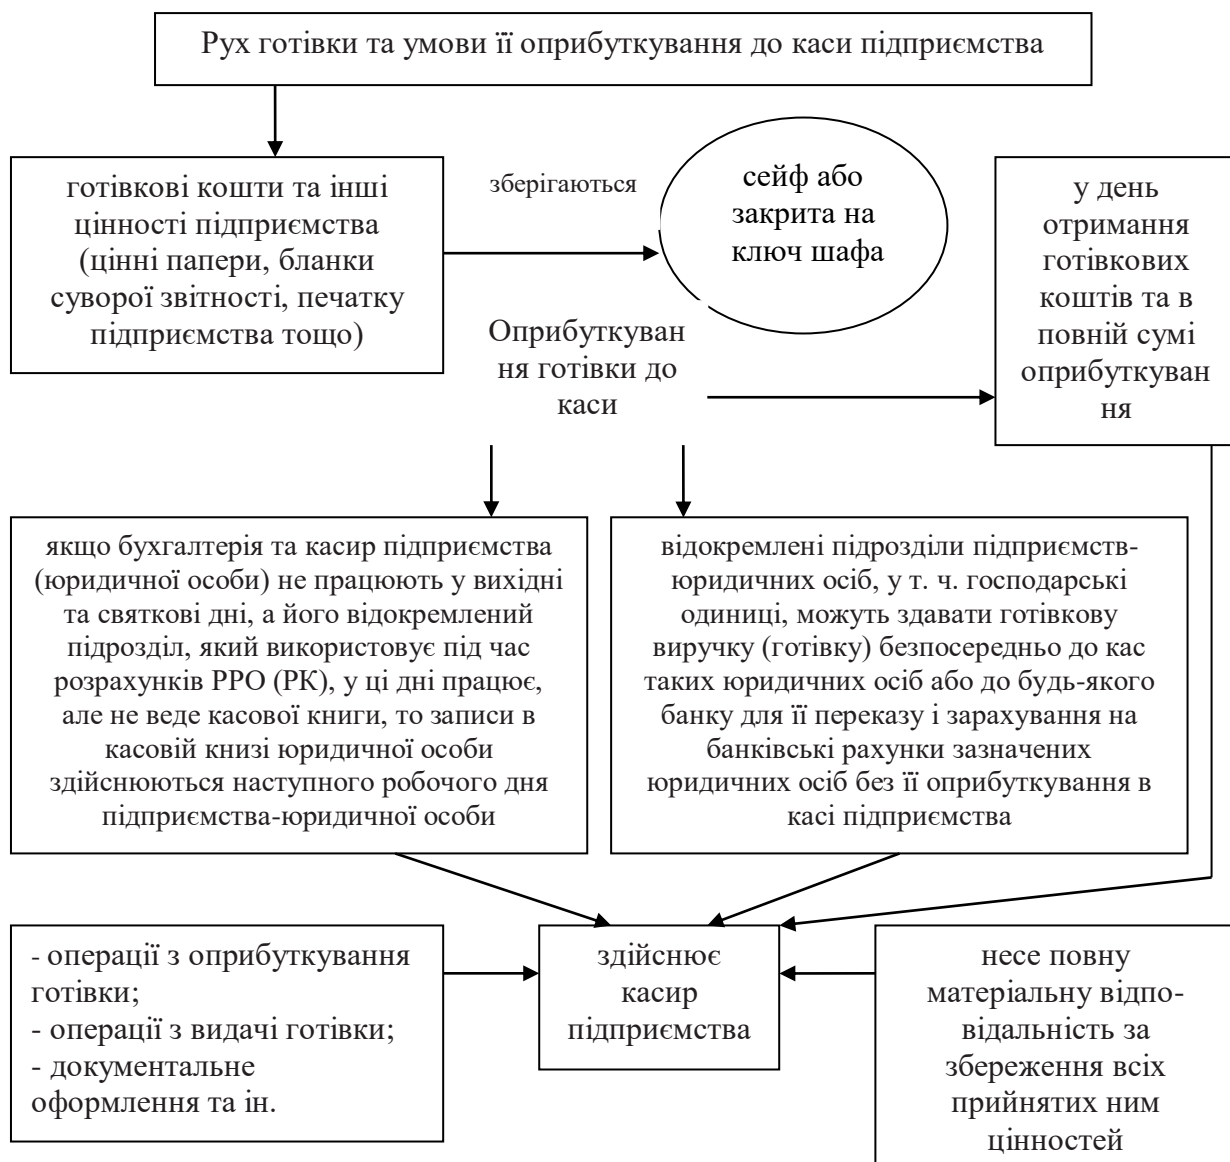 Рух готівки та умови її оприбуткування до каси підприємства
готівкові кошти та інші
цінності підприємства
(цінні папери, бланки
суворої звітності, печатку
підприємства тощо)
зберігаються
сейф або
закрита на
ключ шафа
у день
отримання
готівкових
коштів та в
повній сумі
оприбуткуван
ня
Оприбуткуван
ня готівки до
каси
якщо бухгалтерія та касир підприємства
(юридичної особи) не працюють у вихідні
та святкові дні, а його відокремлений
підрозділ, який використовує під час
розрахунків РРО (РК), у ці дні працює,
але не веде касової книги, то записи в
касовій книзі юридичної особи
здійснюються наступного робочого дня
підприємства-юридичної особи
відокремлені підрозділи підприємств-
юридичних осіб, у т. ч. господарські
одиниці, можуть здавати готівкову
виручку (готівку) безпосередньо до кас
таких юридичних осіб або до будь-якого
банку для її переказу і зарахування на
банківські рахунки зазначених
юридичних осіб без її оприбуткування в
касі підприємства
- операції з оприбуткування
готівки;
- операції з видачі готівки;
- документальне
оформлення та ін.
здійснює
касир
підприємства
несе повну
матеріальну відпо-
відальність за
збереження всіх
прийнятих ним
цінностей